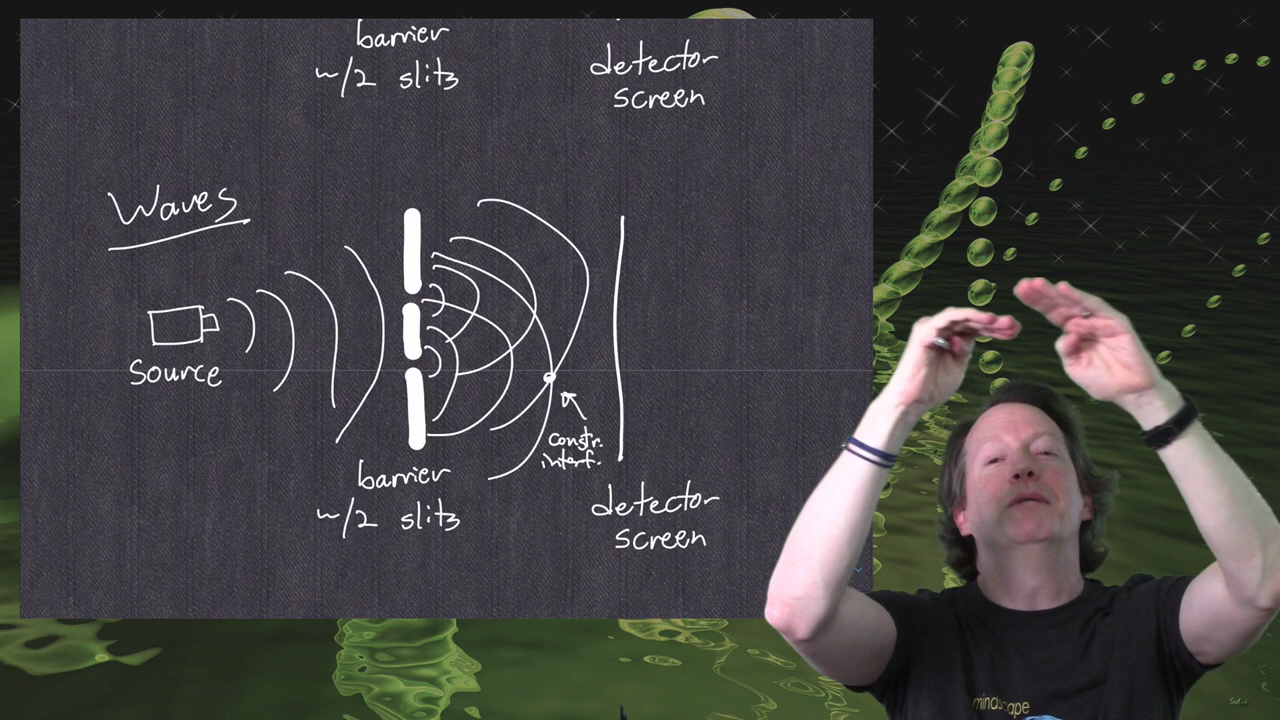 barrier
w/2 slits
detector
screen
Waves
Source
constr.
interf.
barrier
w/2 slits
detector
screen
mindscape